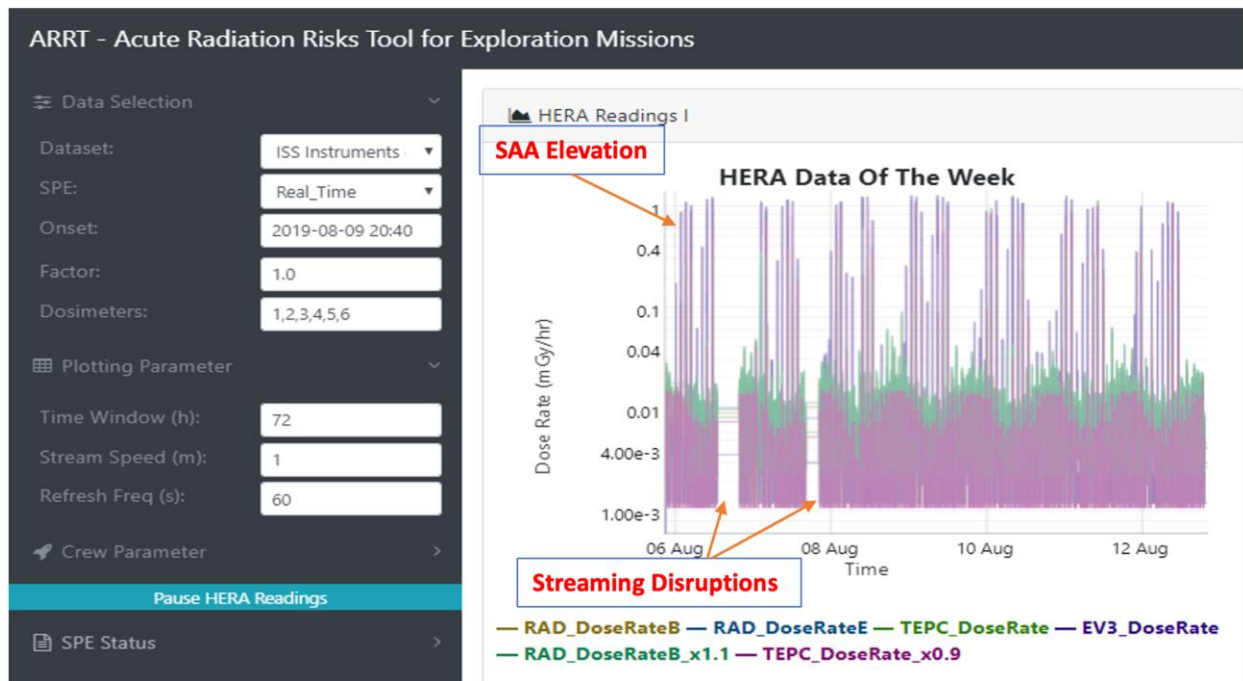 ARRT - Acute Radiation Risks Tool for Exploration Missions
Data Selection
Dataset: ISS Instruments
SPE: Real_Time
Onset: 2019-08-09 20:40
Factor: 1.0
Dosimeters: 1,2,3,4,5,6
Plotting Parameter
Time Window (h): 72
Stream Speed (m): 1
Refresh Freq (s): 60
Crew Parameter
Pause HERA Readings
SPE Status
HERA Readings I
SAA Elevation
HERA Data Of The Week
Dose Rate (mGy/hr)
1
0.4
0.1
0.04
0.01
4.00e-3
1.00e-3
06 Aug 08 Aug 10 Aug 12 Aug
Time
Streaming Disruptions
RAD_DoseRateB RAD_DoseRateE TEPC_DoseRate EV3_DoseRate
RAD_DoseRateB_x1.1 TEPC_DoseRate_x0.9